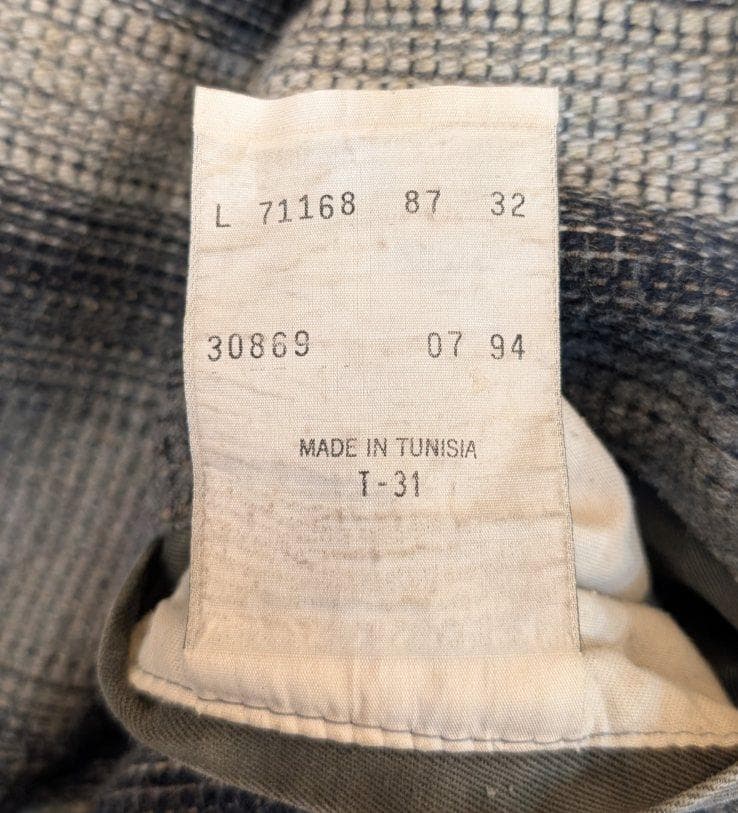 L 71168 87 32
30869 07 94
MADE IN TUNISIA
T-31